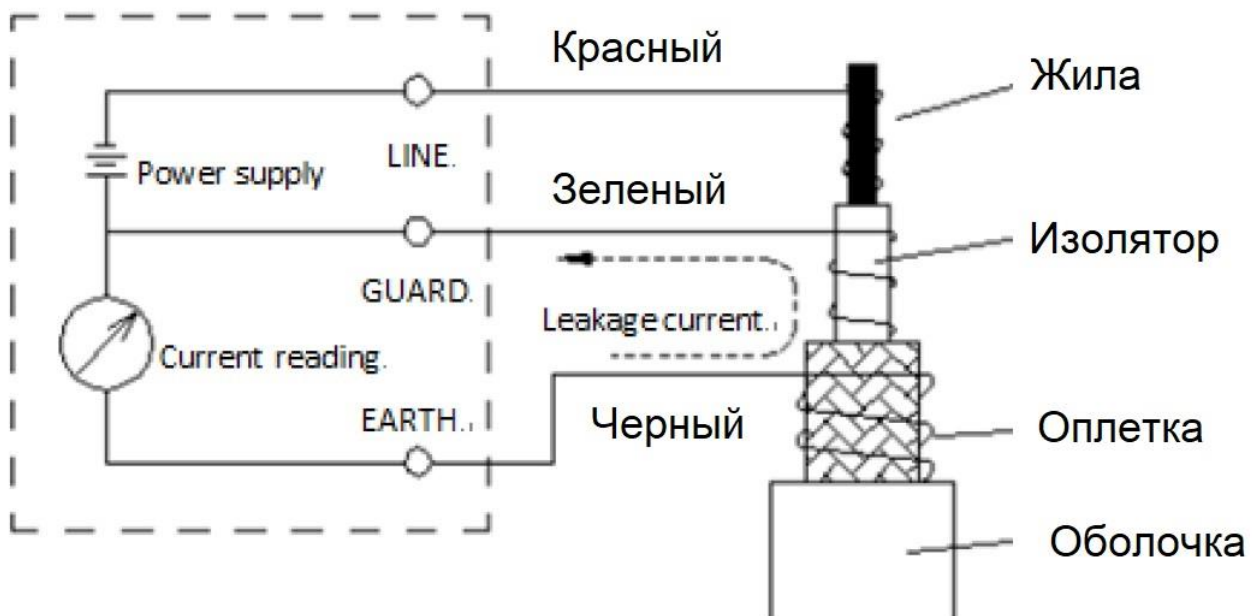 Красный
Жила
LINE.
Power supply
Зеленый
Изолятор
GUARD.
Leakage current.
Current reading.
EARTH.
Черный
Оплетка
Оболочка